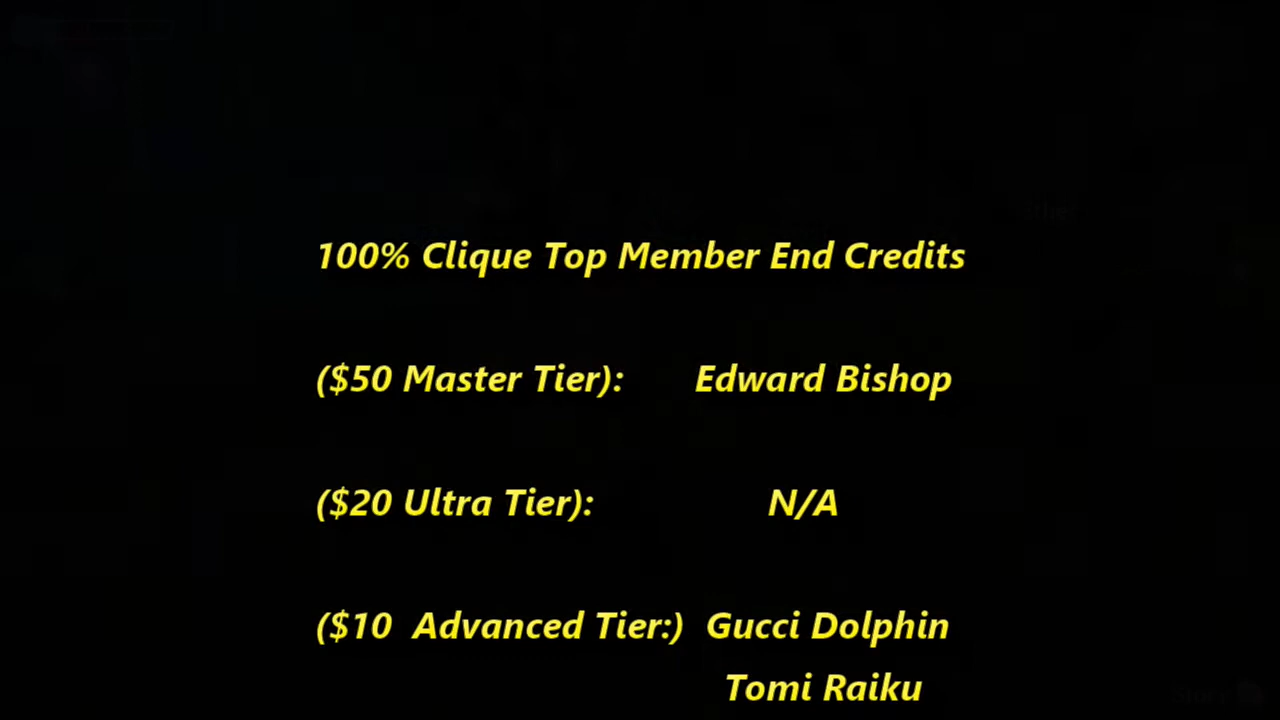 100% Clique Top Member End Credits
($50 Master Tier): Edward Bishop
($20 Ultra Tier): N/A
($10 Advanced Tier:) Gucci Dolphin
Tomi Raiku